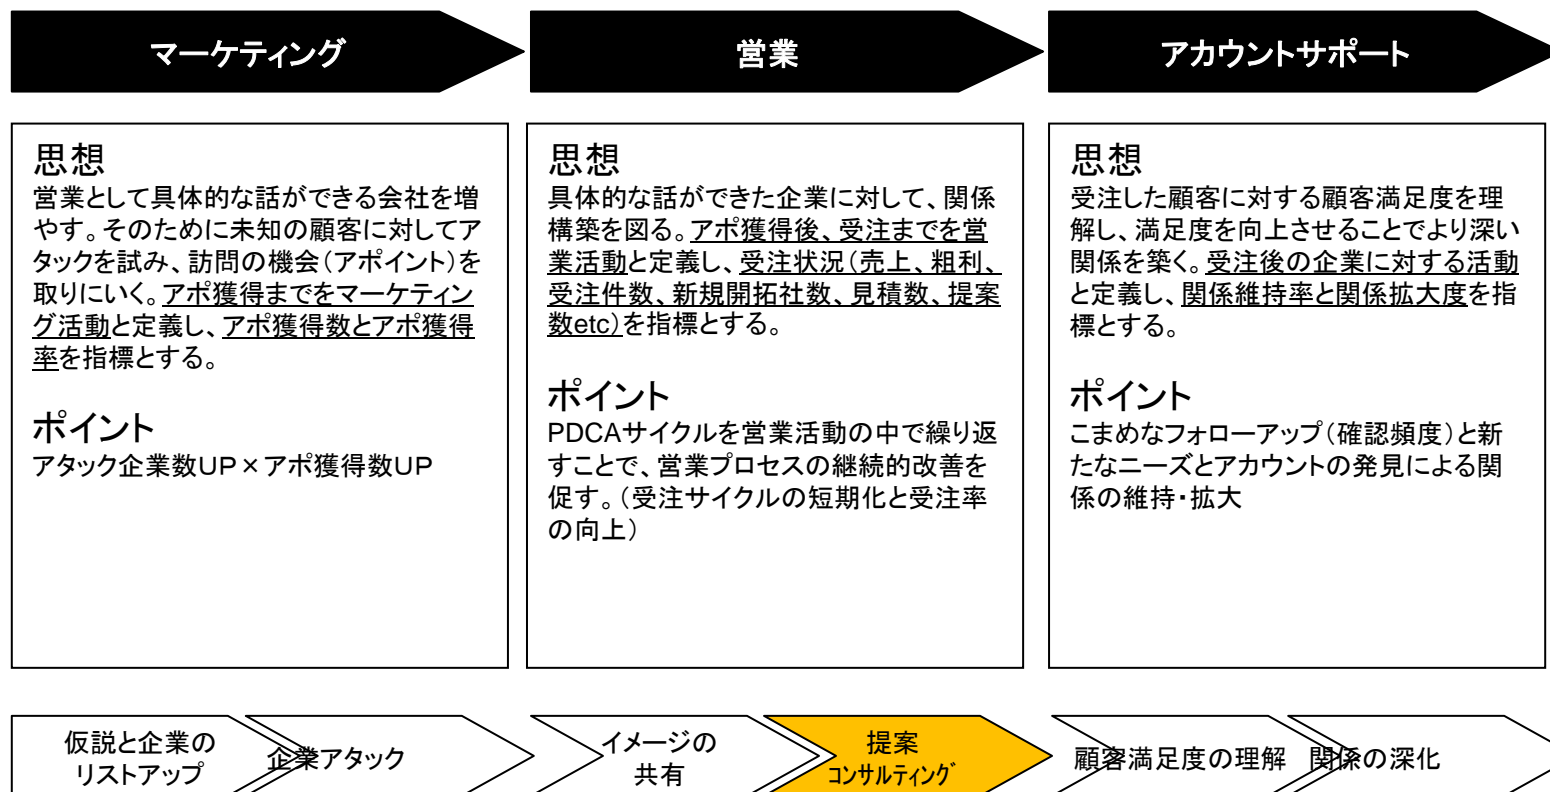 マーケティング
営業
アカウントサポート
思想
営業として具体的な話ができる会社を増
やす。そのために未知の顧客に対してア
タックを試み、訪問の機会（アポイント）を
取りにいく。アポ獲得までをマーケティン
グ活動と定義し、アポ獲得数とアポ獲得
率を指標とする。
ポイント
アタック企業数UP×アポ獲得数UP
思想
具体的な話ができた企業に対して、関係
構築を図る。アポ獲得後、受注までを営
業活動と定義し、受注状況（売上、粗利、
受注件数、新規開拓社数、見積数、提案
数etc）を指標とする。
ポイント
PDCAサイクルを営業活動の中で繰り返
すことで、営業プロセスの継続的改善を
促す。（受注サイクルの短期化と受注率
の向上）
思想
受注した顧客に対する顧客満足度を理
解し、満足度を向上させることでより深い
関係を築く。受注後の企業に対する活動
と定義し、関係維持率と関係拡大度を指
標とする。
ポイント
こまめなフォローアップ（確認頻度）と新
たなニーズとアカウントの発見による関
係の維持・拡大
仮説と企業の
リストアップ
企業アタック
イメージの
共有
提案
ｺﾝｻﾙﾃｨﾝｸﾞ
顧客満足度の理解
関係の深化